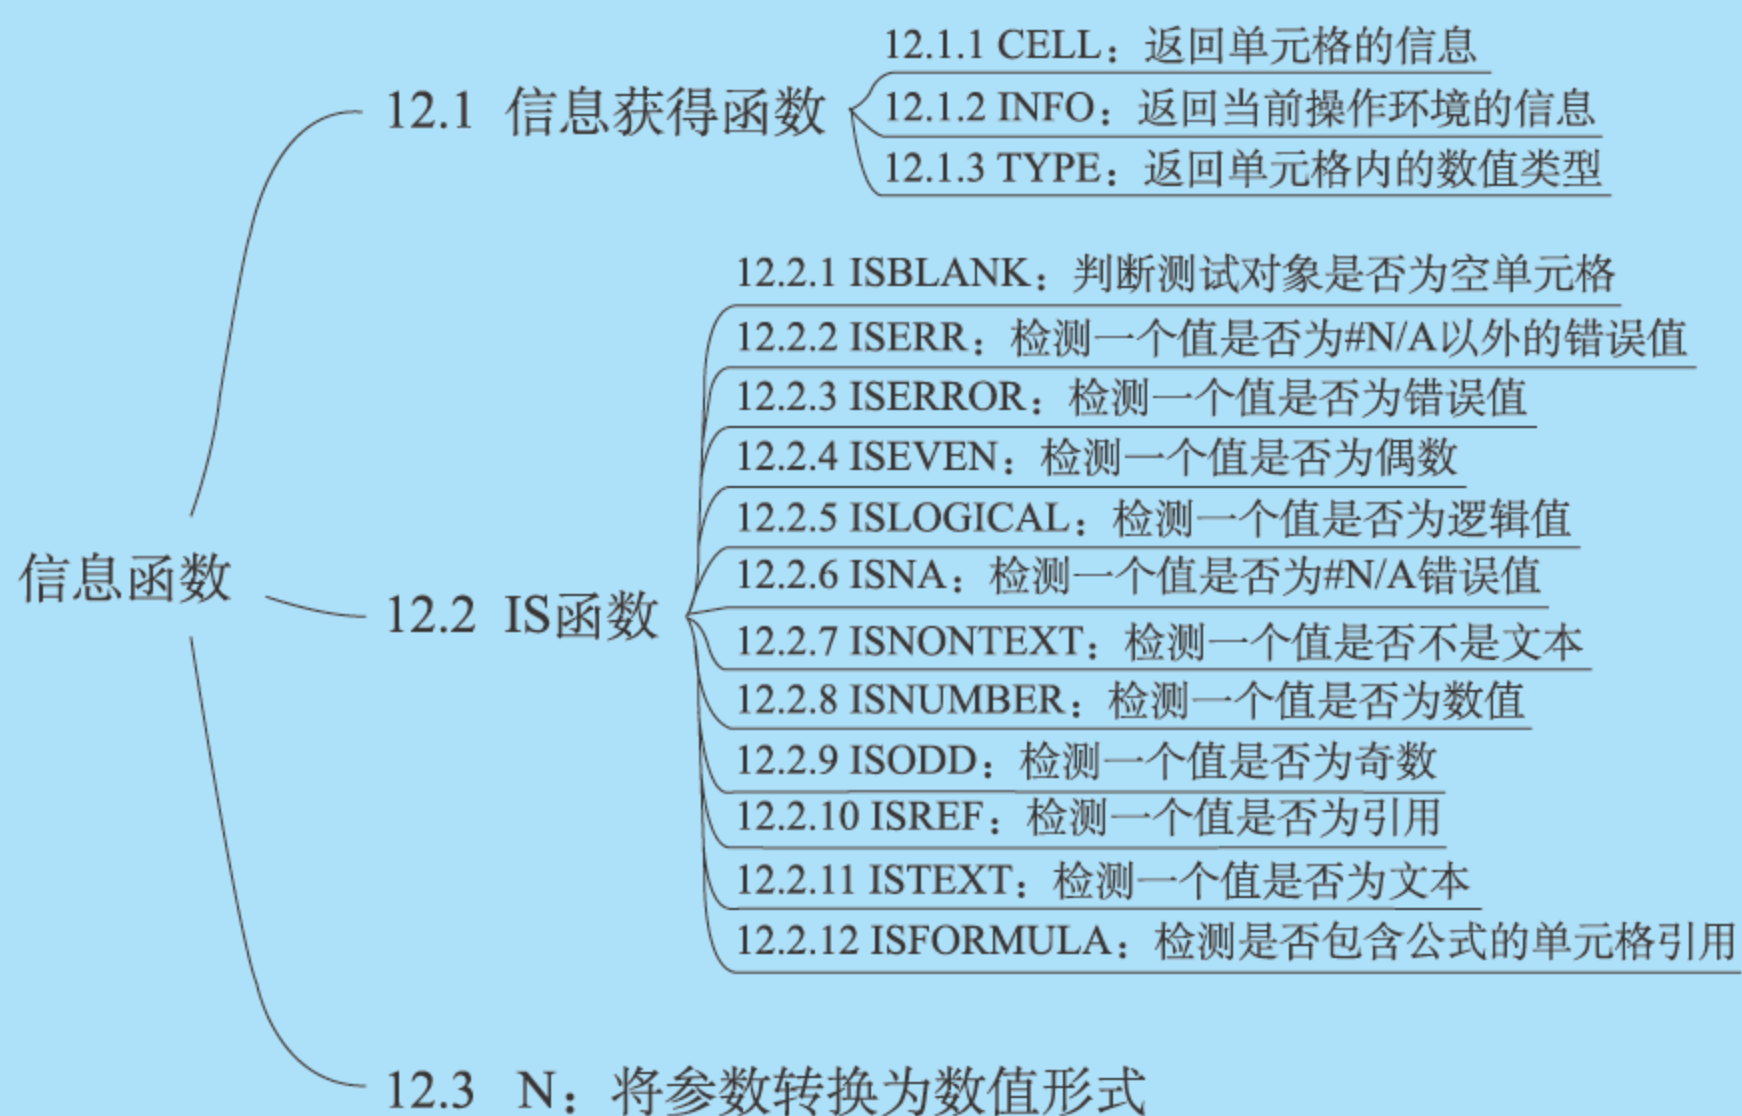 信息函数
12.1 信息获得函数
12.1.1 CELL：返回单元格的信息
12.1.2 INFO：返回当前操作环境的信息
12.1.3 TYPE：返回单元格内的数值类型
12.2 IS函数
12.2.1 ISBLANK：判断测试对象是否为空单元格
12.2.2 ISERR：检测一个值是否为#N/A以外的错误值
12.2.3 ISERROR：检测一个值是否为错误值
12.2.4 ISEVEN：检测一个值是否为偶数
12.2.5 ISLOGICAL：检测一个值是否为逻辑值
12.2.6 ISNA：检测一个值是否为#N/A错误值
12.2.7 ISNONTEXT：检测一个值是否不是文本
12.2.8 ISNUMBER：检测一个值是否为数值
12.2.9 ISODD：检测一个值是否为奇数
12.2.10 ISREF：检测一个值是否为引用
12.2.11 ISTEXT：检测一个值是否为文本
12.2.12 ISFORMULA：检测是否包含公式的单元格引用
12.3 N：将参数转换为数值形式